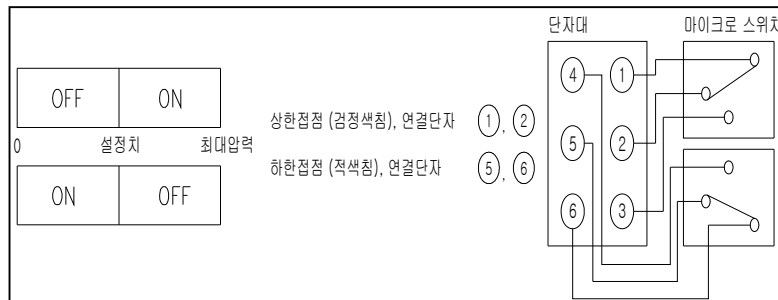 단자대 마이크로 스위치
OFF ON
0 설정치 최대압력
ON OFF
상한접점 (검정색침), 연결단자 ①, ②
하한접점 (적색침), 연결단자 ⑤, ⑥
④ ①
⑤ ②
⑥ ③